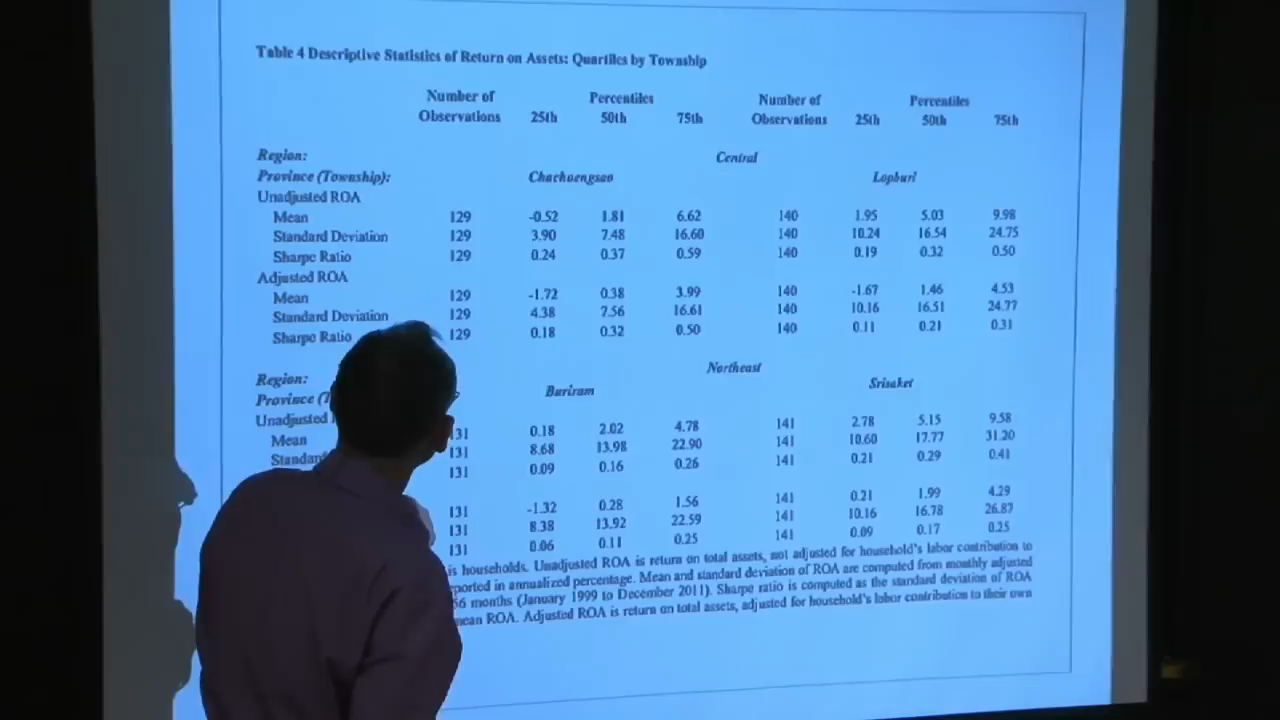 Table 4 Descriptive Statistics of Return on Assets: Quartiles by Township
Number of Percentiles Number of Percentiles
Observations 25th 50th 75th Observations 25th 50th 75th
Region: Central
Province (Township): Chachoengsao Lopburi
Unadjusted ROA
Mean 129 -0.52 1.81 6.62 140 1.95 5.03 9.98
Standard Deviation 129 3.90 7.48 16.60 140 10.24 16.54 24.75
Sharpe Ratio 129 0.24 0.37 0.59 140 0.19 0.32 0.50
Adjusted ROA
Mean 129 -1.72 0.38 3.99 140 -1.67 1.46 4.53
Standard Deviation 129 4.38 7.56 16.61 140 10.16 16.51 24.77
Sharpe Ratio 129 0.18 0.32 0.50 140 0.11 0.21 0.31
Region: Northeast
Province (T Buriram Srisaket
Unadjusted
Mean 131 0.18 2.02 4.78 141 2.78 5.15 9.58
Standard 131 8.68 13.98 22.90 141 10.60 17.77 31.20
131 0.09 0.16 0.26 141 0.21 0.29 0.41
131 -1.32 0.28 1.56 141 0.21 1.99 4.29
131 8.38 13.92 22.59 141 10.16 16.78 26.87
131 0.06 0.11 0.25 141 0.09 0.17 0.25
is households. Unadjusted ROA is return on total assets, not adjusted for household's labor contribution to
ported in annualized percentage. Mean and standard deviation of ROA are computed from monthly adjusted
56 months (January 1999 to December 2011). Sharpe ratio is computed as the standard deviation of ROA
mean ROA. Adjusted ROA is return on total assets, adjusted for household's labor contribution to their own